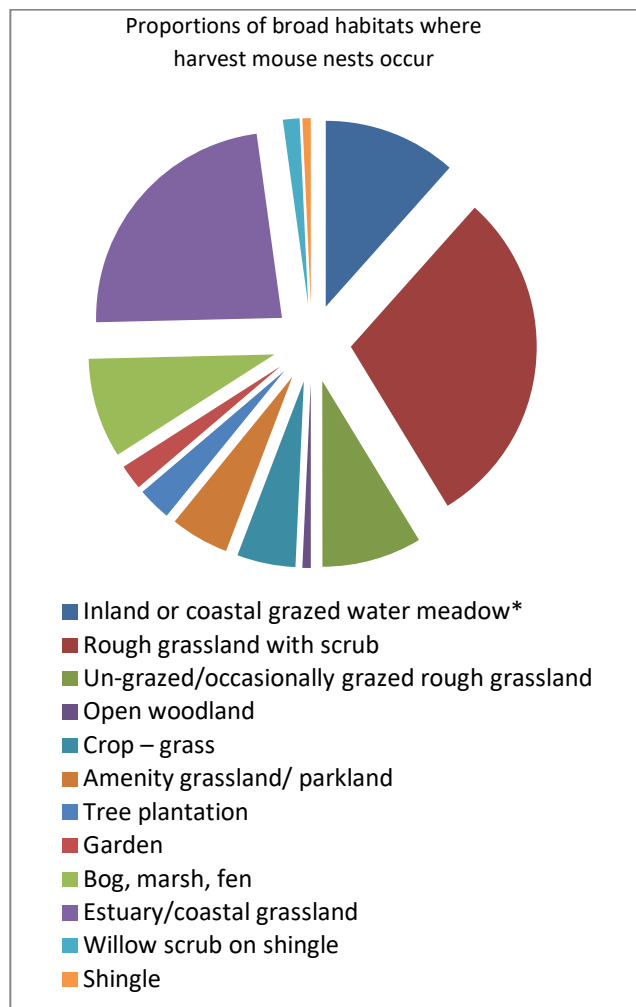 Proportions of broad habitats where
harvest mouse nests occur
Inland or coastal grazed water meadow*
Rough grassland with scrub
Un-grazed/occasionally grazed rough grassland
Open woodland
Crop – grass
Amenity grassland/ parkland
Tree plantation
Garden
Bog, marsh, fen
Estuary/coastal grassland
Willow scrub on shingle
Shingle